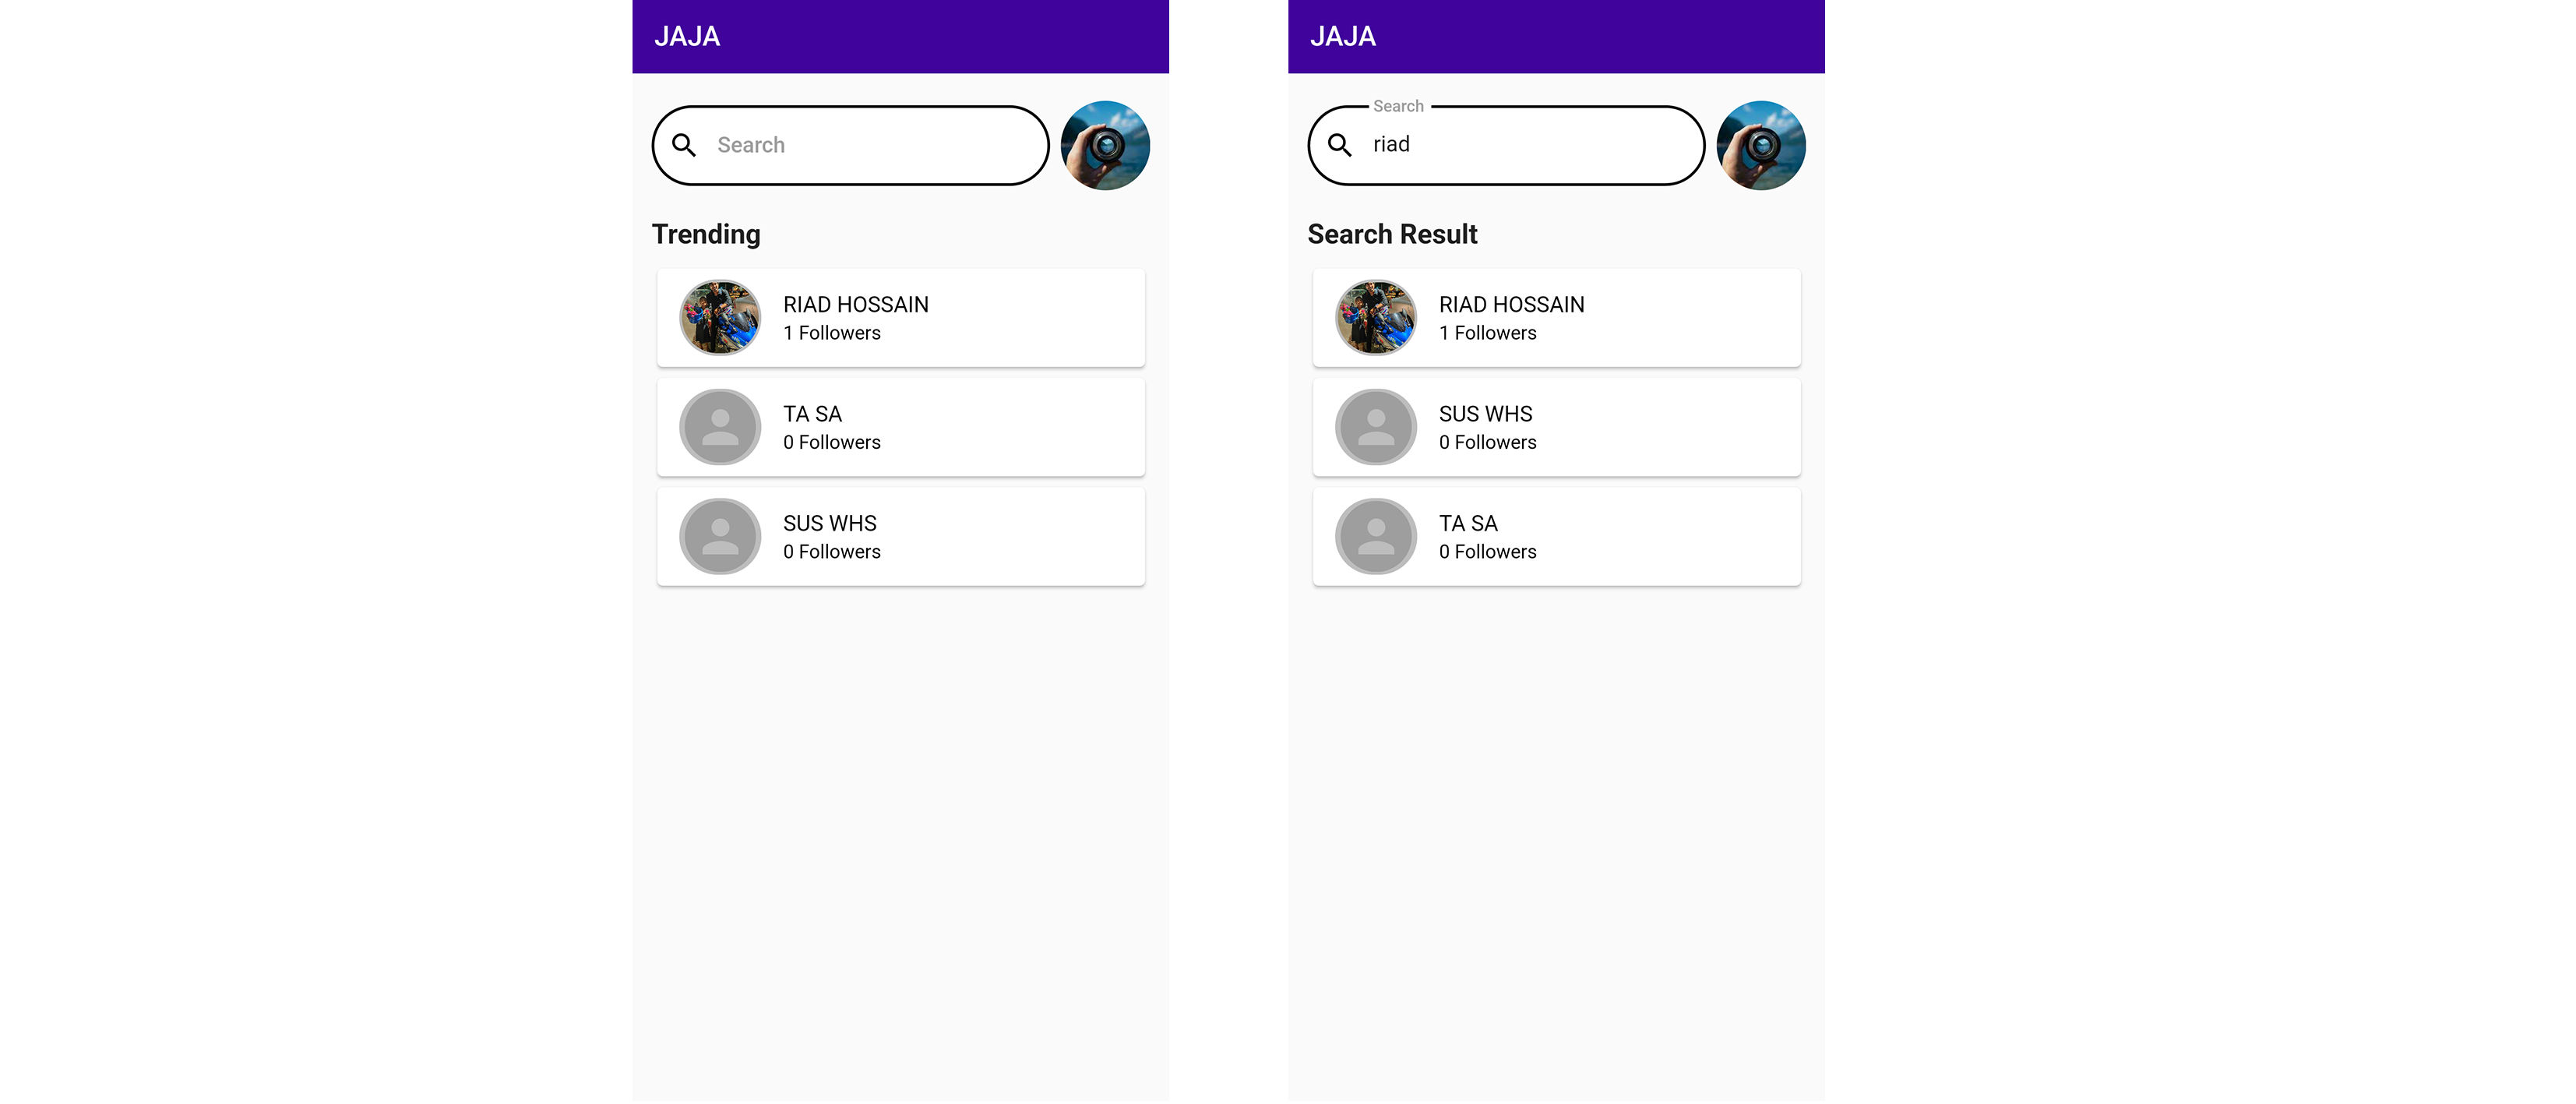 JAJA
Search
Trending
RIAD HOSSAIN
1 Followers
TA SA
0 Followers
SUS WHS
0 Followers
JAJA
Search
riad
Search Result
RIAD HOSSAIN
1 Followers
SUS WHS
0 Followers
TA SA
0 Followers